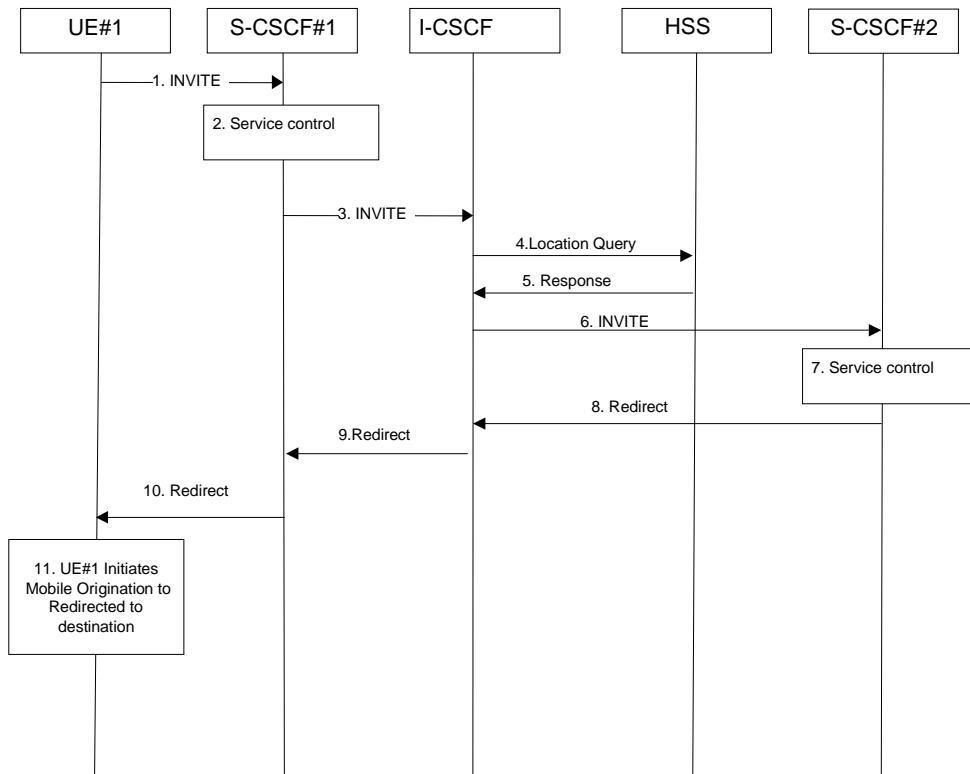 UE#1
S-CSCF#1
I-CSCF
HSS
S-CSCF#2
1. INVITE
2. Service control
3. INVITE
4.Location Query
5. Response
6. INVITE
7. Service control
8. Redirect
9.Redirect
10. Redirect
11. UE#1 Initiates
Mobile Origination to
Redirected to
destination